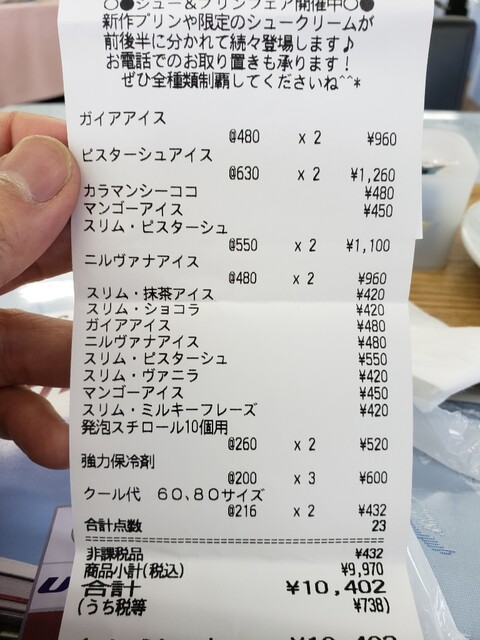 ○●シュー&プリンフェア開催中○●
新作プリンや限定のシュークリームが
前後半に分かれて続々登場します♪
お電話でのお取り置きも承ります!
ぜひ全種類制覇してくださいね^^*
ガイアアイス
@480 x 2 ¥960
ピスターシュアイス
@630 x 2 ¥1,260
カラマンシーココ ¥480
マンゴーアイス ¥450
スリム・ピスターシュ
@550 x 2 ¥1,100
ニルヴァナアイス
@480 x 2 ¥960
スリム・抹茶アイス ¥420
スリム・ショコラ ¥420
ガイアアイス ¥480
ニルヴァナアイス ¥480
スリム・ピスターシュ ¥550
スリム・ヴァニラ ¥420
マンゴーアイス ¥450
スリム・ミルキーフレーズ ¥420
発泡スチロール10個用
@260 x 2 ¥520
強力保冷剤
@200 x 3 ¥600
クール代 60,80サイズ
@216 x 2 ¥432
合計点数 23
非課税品 ¥432
商品小計(税込) ¥9,970
合計 ¥10,402
(うち税等 ¥738)